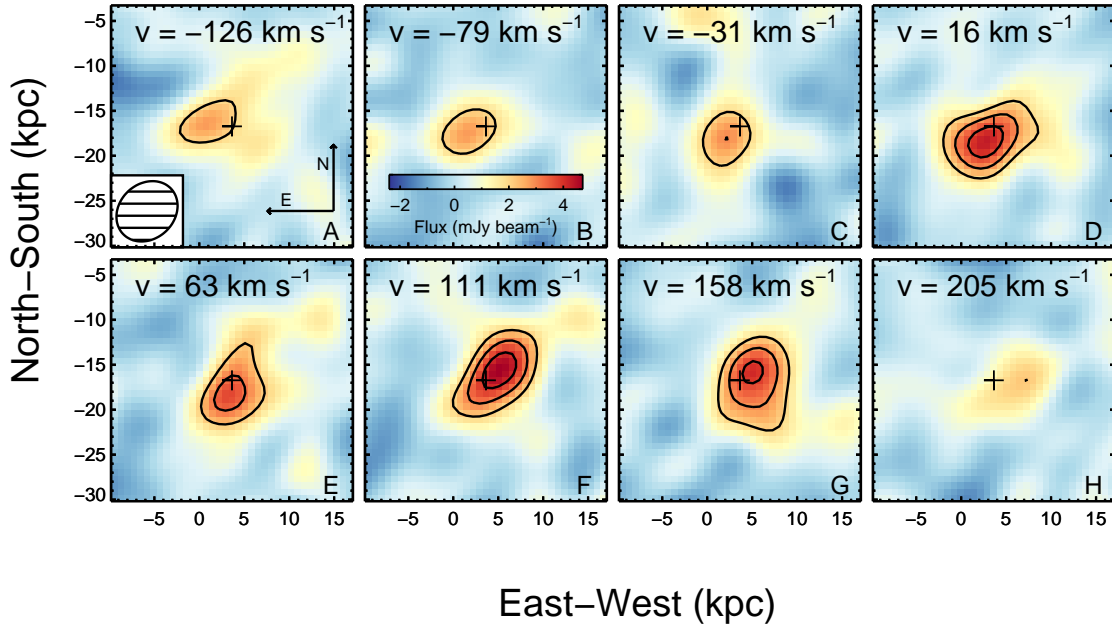 v = −126 km s⁻¹ v = −79 km s⁻¹ v = −31 km s⁻¹ v = 16 km s⁻¹
−5
−10
−15
−20
−25
−30
N
E
−2 0 2 4
Flux (mJy beam⁻¹)
A B C D
v = 63 km s⁻¹ v = 111 km s⁻¹ v = 158 km s⁻¹ v = 205 km s⁻¹
−5
−10
−15
−20
−25
−30
E F G H
−5 0 5 10 15 −5 0 5 10 15 −5 0 5 10 15 −5 0 5 10 15
North−South (kpc)
East−West (kpc)